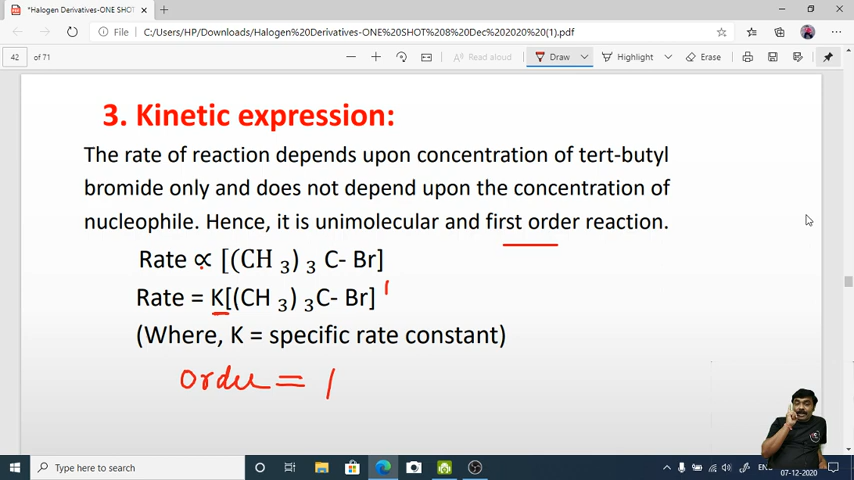 *Halogen Derivatives-ONE SHOT
File
C:/Users/HP/Downloads/Halogen%20Derivatives-ONE%20SHOT%208%20Dec%202020%20(1).pdf
42 of 71
Read aloud
Draw
Highlight
Erase
3. Kinetic expression:
The rate of reaction depends upon concentration of tert-butyl
bromide only and does not depend upon the concentration of
nucleophile. Hence, it is unimolecular and first order reaction.
Rate ∝ [(CH 3) 3 C- Br]
Rate = K[(CH 3) 3C- Br] 1
(Where, K = specific rate constant)
Order = 1
Type here to search
07-12-2020